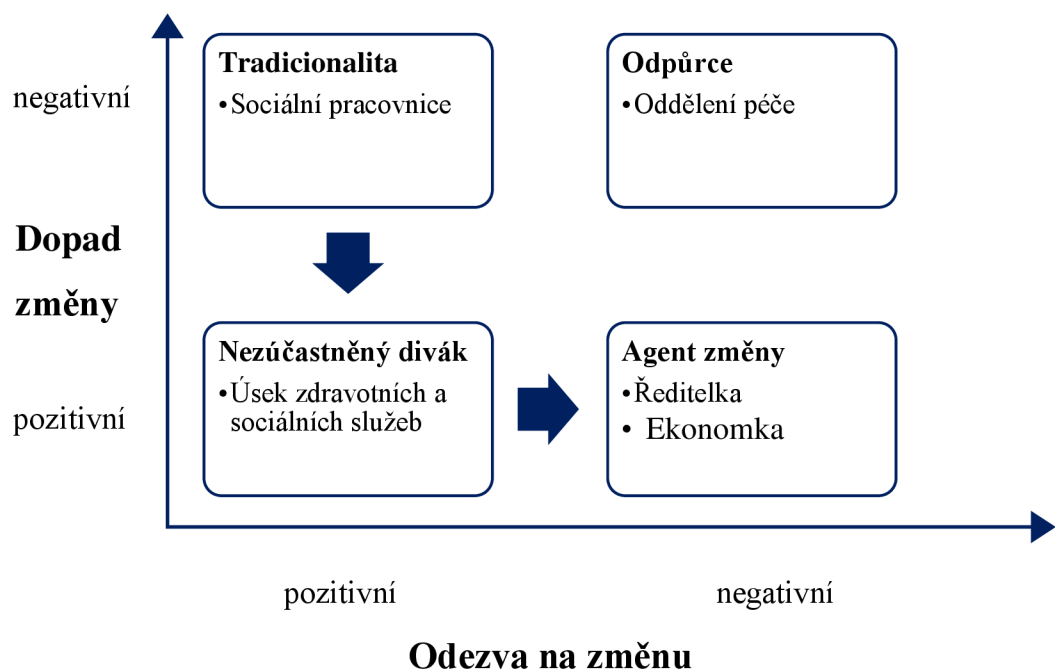 negativní
Tradicionalita
•Sociální pracovnice
Odpůrce
•Oddělení péče
Dopad
změny
pozitivní
Nezúčastněný divák
•Úsek zdravotních a
sociálních služeb
Agent změny
•Ředitelka
• Ekonomka
pozitivní
negativní
Odezva na změnu